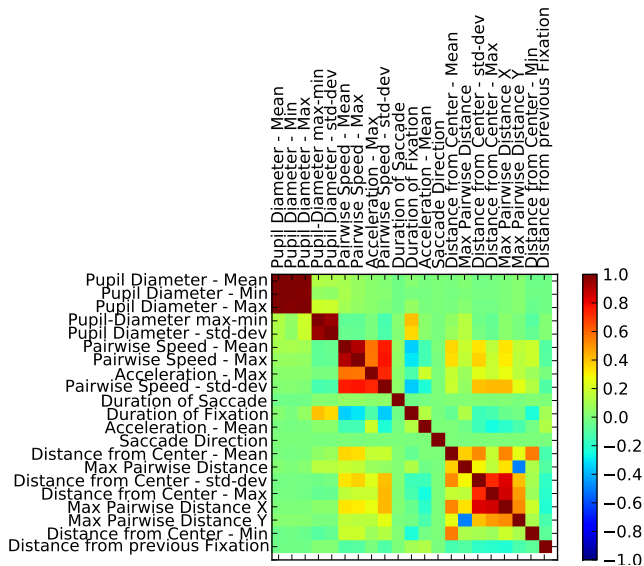 Pupil Diameter - Mean
Pupil Diameter - Min
Pupil Diameter - Max
Pupil-Diameter max-min
Pupil Diameter - std-dev
Pairwise Speed - Mean
Pairwise Speed - Max
Acceleration - Max
Pairwise Speed - std-dev
Duration of Saccade
Duration of Fixation
Acceleration - Mean
Saccade Direction
Distance from Center - Mean
Max Pairwise Distance
Distance from Center - std-dev
Distance from Center - Max
Max Pairwise Distance X
Max Pairwise Distance Y
Distance from Center - Min
Distance from previous Fixation
Pupil Diameter - Mean
Pupil Diameter - Min
Pupil Diameter - Max
Pupil-Diameter max-min
Pupil Diameter - std-dev
Pairwise Speed - Mean
Pairwise Speed - Max
Acceleration - Max
Pairwise Speed - std-dev
Duration of Saccade
Duration of Fixation
Acceleration - Mean
Saccade Direction
Distance from Center - Mean
Max Pairwise Distance
Distance from Center - std-dev
Distance from Center - Max
Max Pairwise Distance X
Max Pairwise Distance Y
Distance from Center - Min
Distance from previous Fixation
1.0
0.8
0.6
0.4
0.2
0.0
−0.2
−0.4
−0.6
−0.8
−1.0